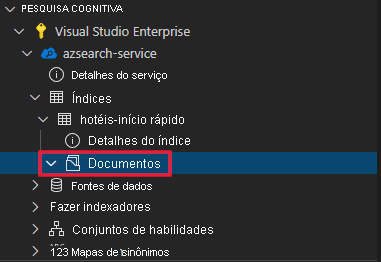 PESQUISA COGNITIVA
Visual Studio Enterprise
azsearch-service
Detalhes do serviço
Índices
hotéis-início rápido
Detalhes do índice
Documentos
Fontes de dados
Fazer indexadores
Conjuntos de habilidades
123 Mapas de sinônimos